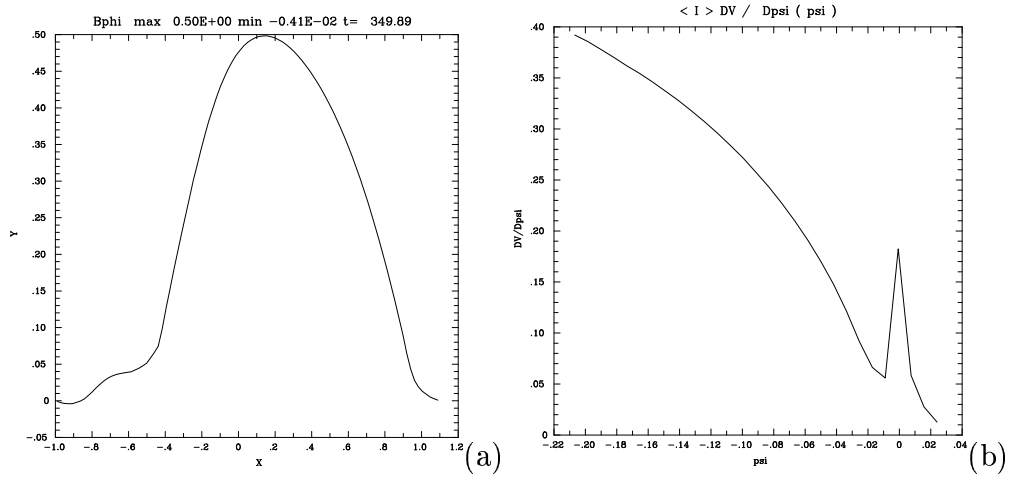 Bphi max 0.50E+00 min -0.41E-02 t= 349.89
.50
.45
.40
.35
.30
.25
.20
.15
.10
.05
0
-.05
Y
-1.0 -.8 -.6 -.4 -.2 0 .2 .4 .6 .8 1.0 1.2
X
(a)
< I > DV / Dpsi ( psi )
.40
.35
.30
.25
.20
.15
.10
.05
0
DV/Dpsi
-.22 -.20 -.18 -.16 -.14 -.12 -.10 -.08 -.06 -.04 -.02 0 .02 .04
psi
(b)